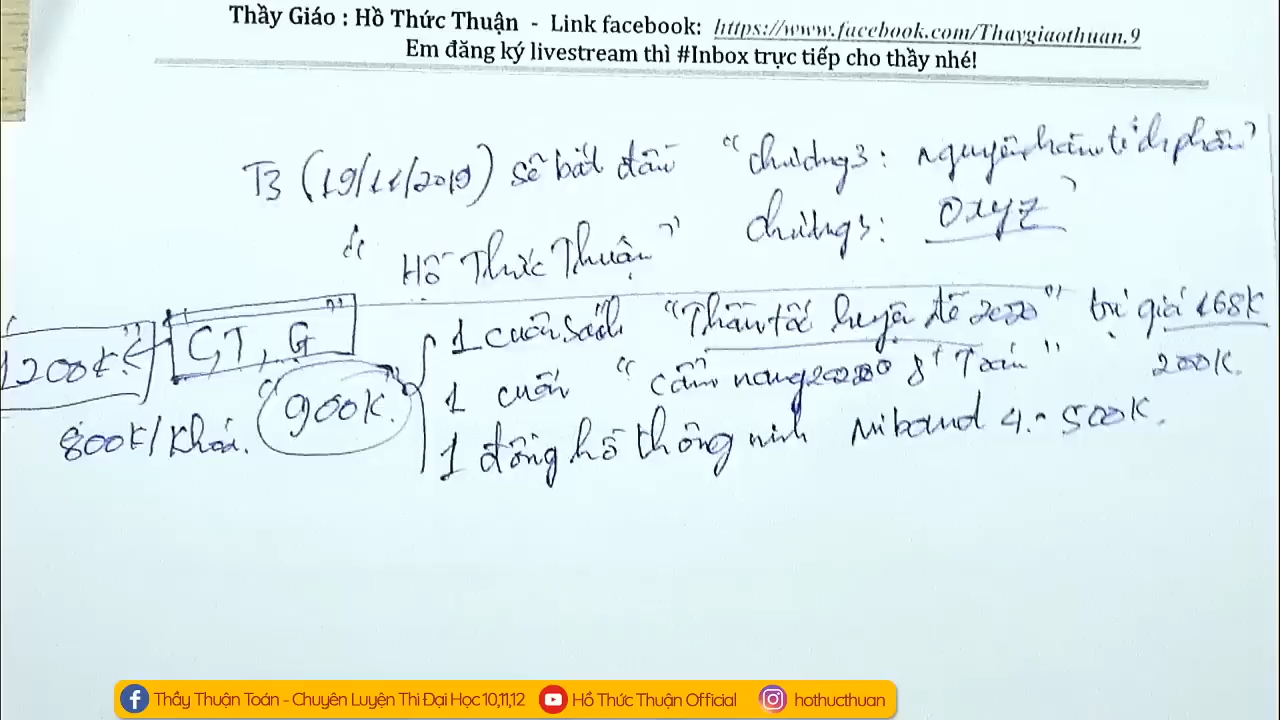 Thầy Giáo : Hồ Thức Thuận - Link facebook: https://www.facebook.com/Thaygiaothuan.9
Em đăng ký livestream thì #Inbox trực tiếp cho thầy nhé!
T3 (19/11/2019) sẽ bắt đầu "chương 3: nguyên hàm tích phân"
"Hồ Thức Thuận" chương 3: Oxyz"
1200k. C, T, G 1 cuốn sách "Thần tốc luyện đề 2020" trị giá 168k
"900k. 1 cuốn "cẩm nang 2020 8+ Toán" 200k.
800k/khoá. 1 đồng hồ thông minh Miband 4.- 500k.
Thầy Thuận Toán - Chuyên Luyện Thi Đại Học 10,11,12 Hồ Thức Thuận Official hothucthuan